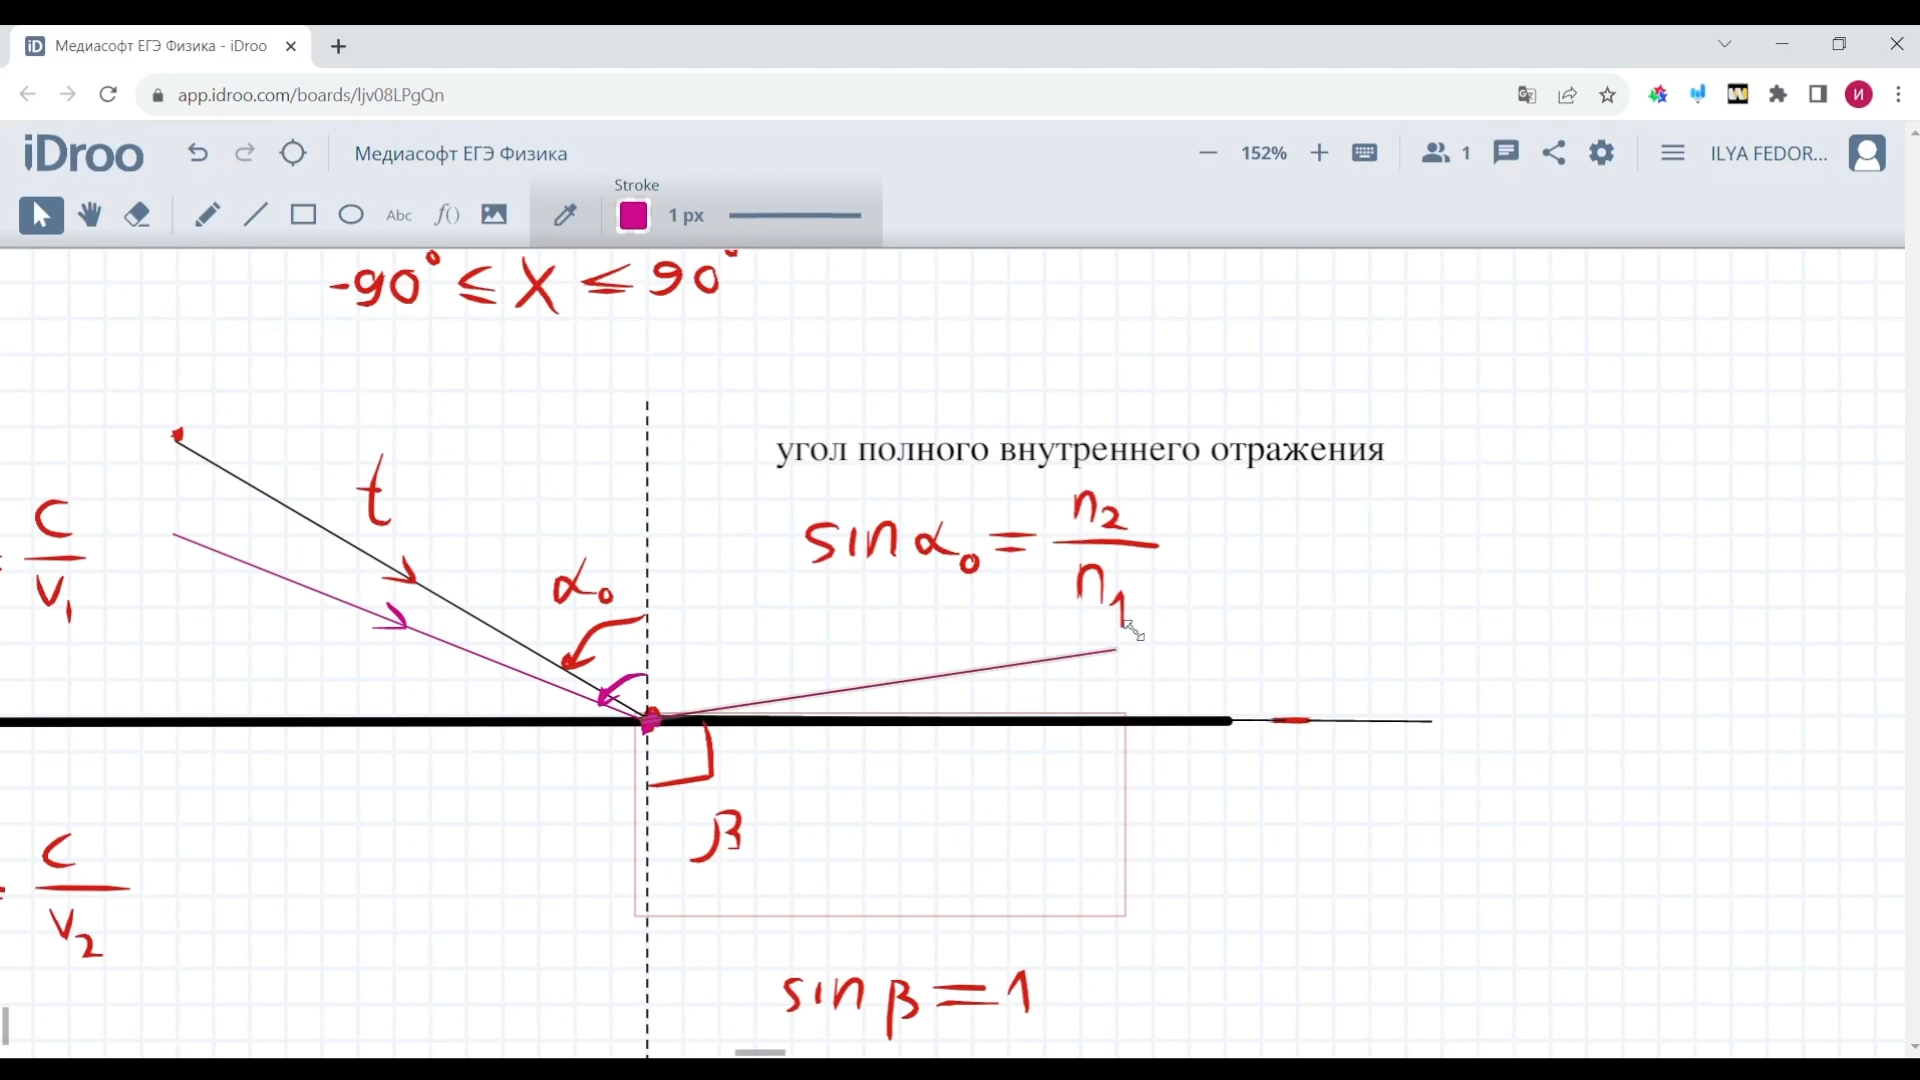 Медиасофт ЕГЭ Физика - iDroo
app.idroo.com/boards/ljv08LPgQn
И
iDroo
Медиасофт ЕГЭ Физика
152%
1
ILYA FEDOR...
Abc
f()
Stroke
1 px
-90° ≤ X ≤ 90°
угол полного внутреннего отражения
t
c
v₁
α₀
sin α₀ = n₂
n₁
β
c
v₂
sin β = 1